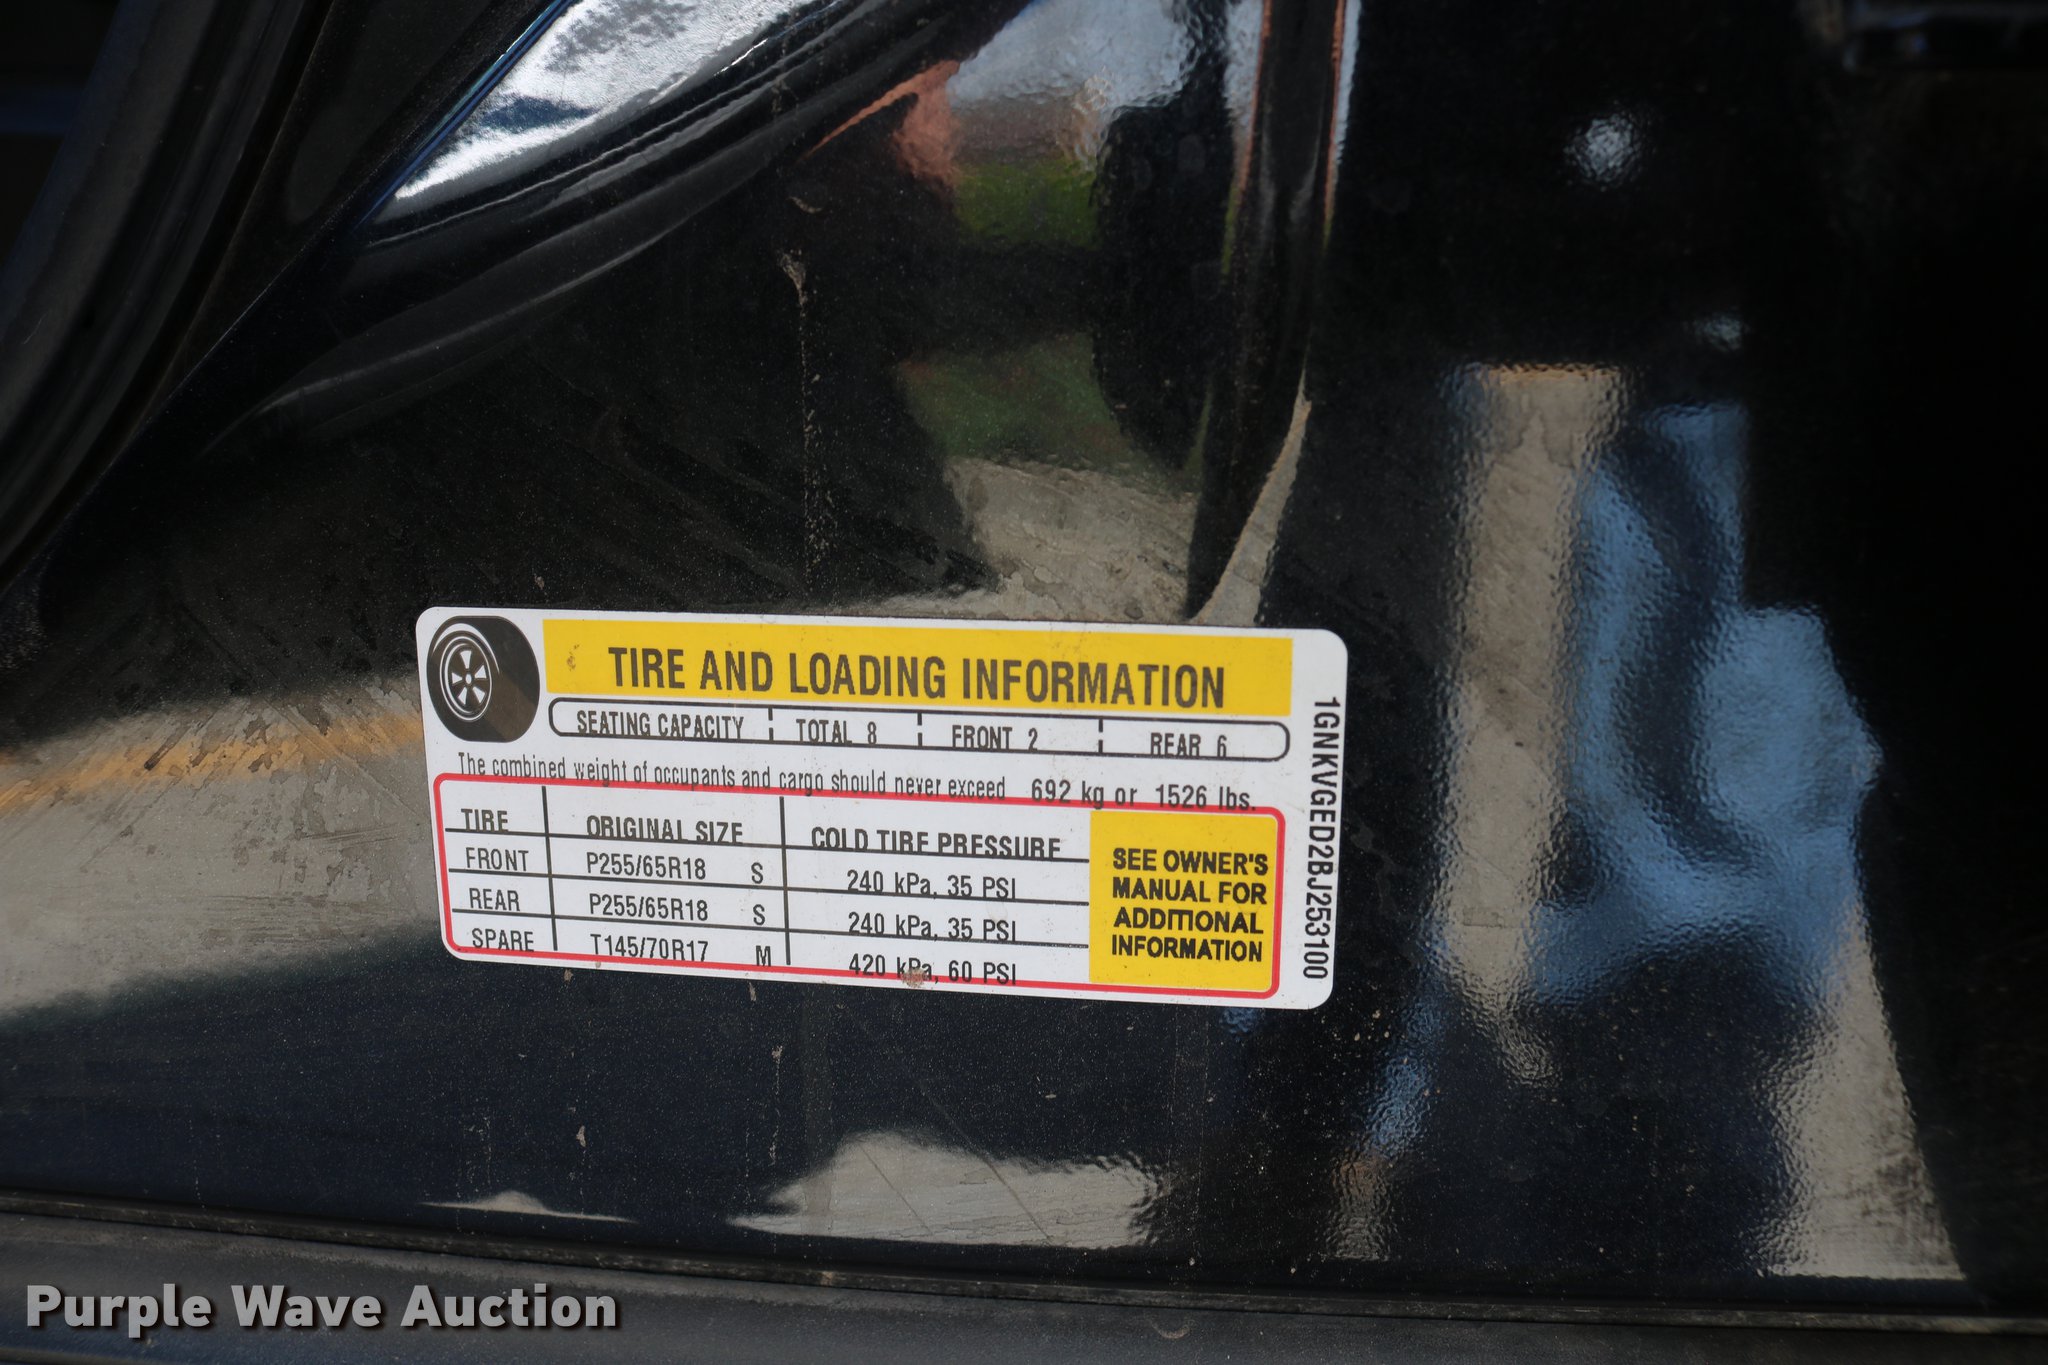 TIRE AND LOADING INFORMATION
SEATING CAPACITY TOTAL 8 FRONT 2 REAR 6
The combined weight of occupants and cargo should never exceed 692 kg or 1526 lbs.
TIRE ORIGINAL SIZE COLD TIRE PRESSURE
FRONT P255/65R18 S 240 kPa, 35 PSI
REAR P255/65R18 S 240 kPa, 35 PSI
SPARE T145/70R17 M 420 kPa, 60 PSI
SEE OWNER'S
MANUAL FOR
ADDITIONAL
INFORMATION
1GNKVGED2BJ253100
Purple Wave Auction